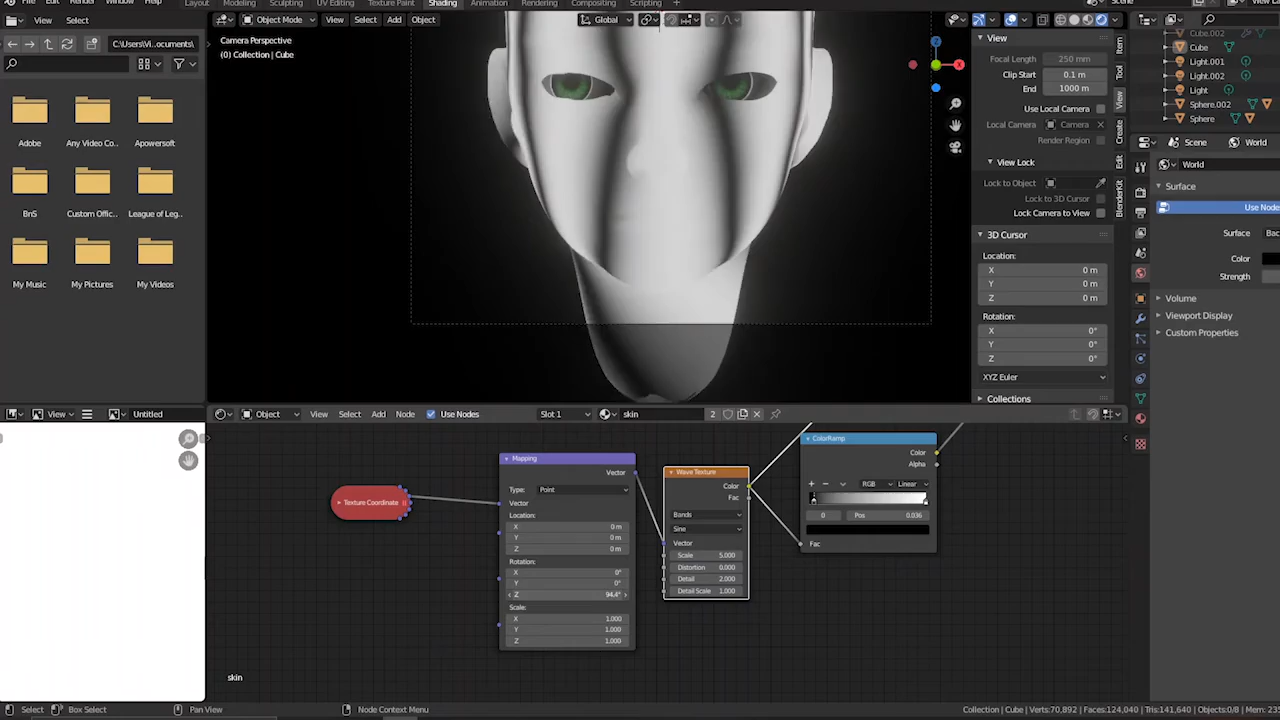 File Edit Render Window Help Layout Modeling Sculpting UV Editing Texture Paint Shading Animation Rendering Compositing Scripting + Scene
View Select C:\Users\Vi...ocuments\
Object Mode View Select Add Object Global
Camera Perspective
(0) Collection | Cube
Adobe Any Video Co.. Apowersoft
BnS Custom Offic.. League of Leg..
My Music My Pictures My Videos
Z
X
View
Focal Length 250 mm
Clip Start 0.1 m
End 1000 m
Use Local Camera
Local Camera Camera
Render Region
View Lock
Lock to Object
Lock to 3D Cursor
Lock Camera to View
3D Cursor
Location:
X 0 m
Y 0 m
Z 0 m
Rotation:
X 0°
Y 0°
Z 0°
XYZ Euler
Collections
Item
Tool
View
Create
Edit
BlenderKit
Cube.002
Cube
Light.001
Light.002
Light
Sphere.002
Sphere
Scene World
World
Surface
Use Nodes
Surface Bac
Color
Strength
Volume
Viewport Display
Custom Properties
View Untitled
Object View Select Add Node Use Nodes Slot 1 skin 2
Texture Coordinate
Mapping
Vector
Type: Point
Vector
Location:
X 0 m
Y 0 m
Z 0 m
Rotation:
X 0°
Y 0°
Z 94.4°
Scale:
X 1.000
Y 1.000
Z 1.000
Wave Texture
Color
Fac
Bands
Sine
Vector
Scale 5.000
Distortion 0.000
Detail 2.000
Detail Scale 1.000
ColorRamp
Color
Alpha
+ − RGB Linear
0 Pos 0.036
Fac
skin
Select Box Select Pan View Node Context Menu Collection | Cube | Verts:70,892 | Faces:124,040 | Tris:141,640 | Objects:0/8 | Mem: 235